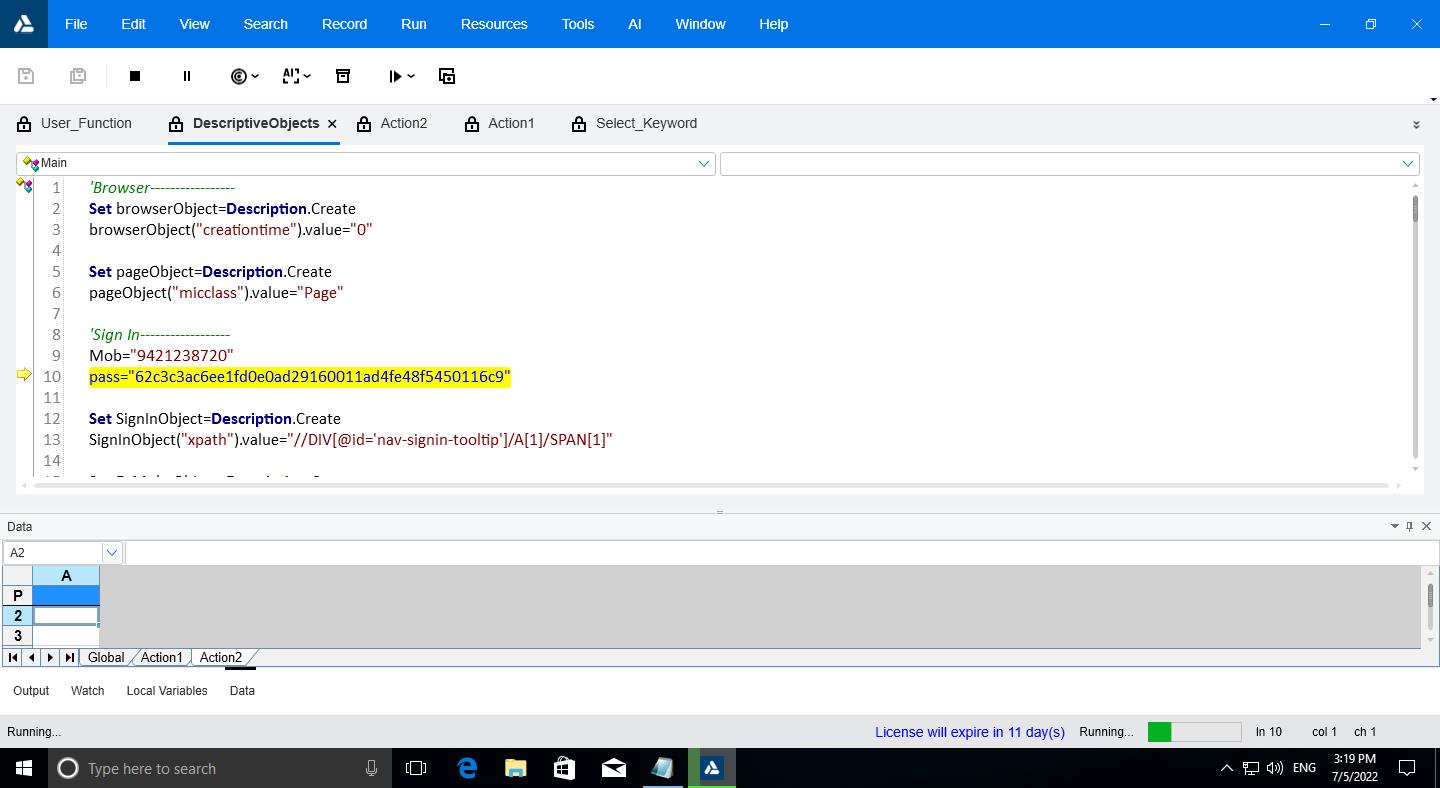 File Edit View Search Record Run Resources Tools AI Window Help
User_Function DescriptiveObjects Action2 Action1 Select_Keyword
Main
1 'Browser-----------------
2 Set browserObject=Description.Create
3 browserObject("creationtime").value="0"
4
5 Set pageObject=Description.Create
6 pageObject("micclass").value="Page"
7
8 'Sign In------------------
9 Mob="9421238720"
10 pass="62c3c3ac6ee1fd0e0ad29160011ad4fe48f5450116c9"
11
12 Set SignInObject=Description.Create
13 SignInObject("xpath").value="//DIV[@id='nav-signin-tooltip']/A[1]/SPAN[1]"
14
Data
A2
A
P
2
3
Global Action1 Action2
Output Watch Local Variables Data
Running... License will expire in 11 day(s) Running... ln 10 col 1 ch 1
Type here to search ENG 3:19 PM
7/5/2022